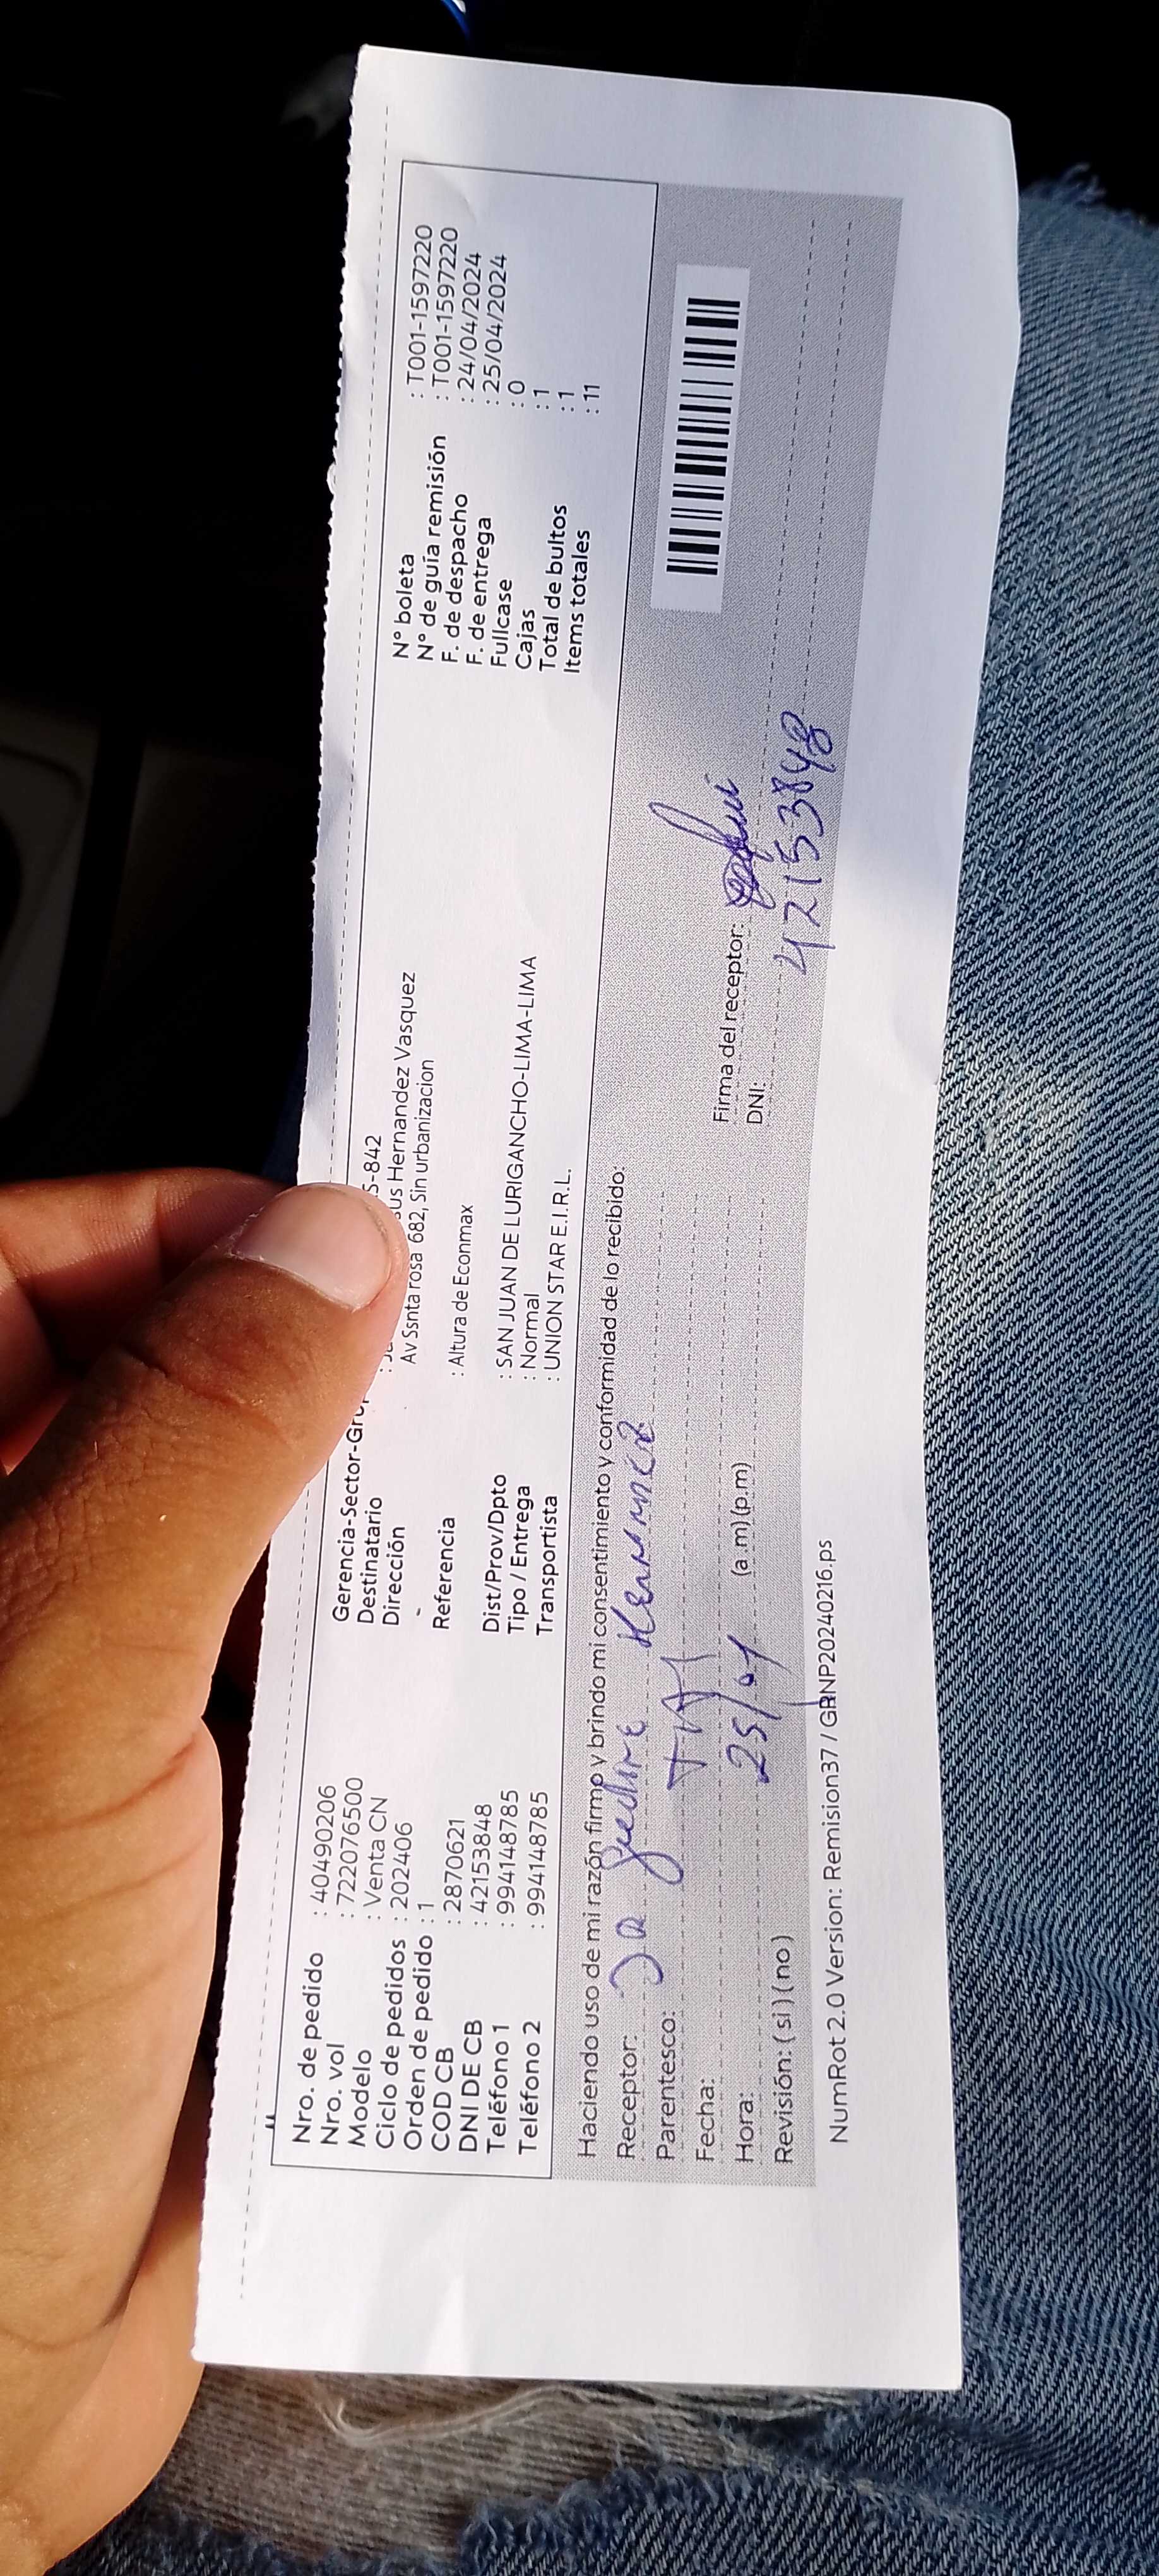 Nro. de pedido : 40490206
Nro. vol : 722076500
Modelo : Venta CN
Ciclo de pedidos : 202406
Orden de pedido : 1
COD CB : 2870621
DNI DE CB : 42153848
Teléfono 1 : 994148785
Teléfono 2 : 994148785
Gerencia-Sector-Gru S-842
Destinatario : us Hernandez Vasquez
Dirección Av Ssnta rosa 682, Sin urbanizacion
-
Referencia : Altura de Econmax
Dist/Prov/Dpto : SAN JUAN DE LURIGANCHO-LIMA-LIMA
Tipo / Entrega : Normal
Transportista : UNION STAR E.I.R.L.
N° boleta : T001-1597220
N° de guía remisión : T001-1597220
F. de despacho : 24/04/2024
F. de entrega : 25/04/2024
Fullcase : 0
Cajas : 1
Total de bultos : 1
Items totales : 11
Haciendo uso de mi razón firmo y brindo mi consentimiento y conformidad de lo recibido:
Receptor:
Parentesco:
Fecha: 25/04
Hora: (a.m) (p.m)
Revisión: ( si ) ( no )
Firma del receptor:
DNI: 42153848
NumRot 2.0 Version: Remision37 / GRNP20240216.ps